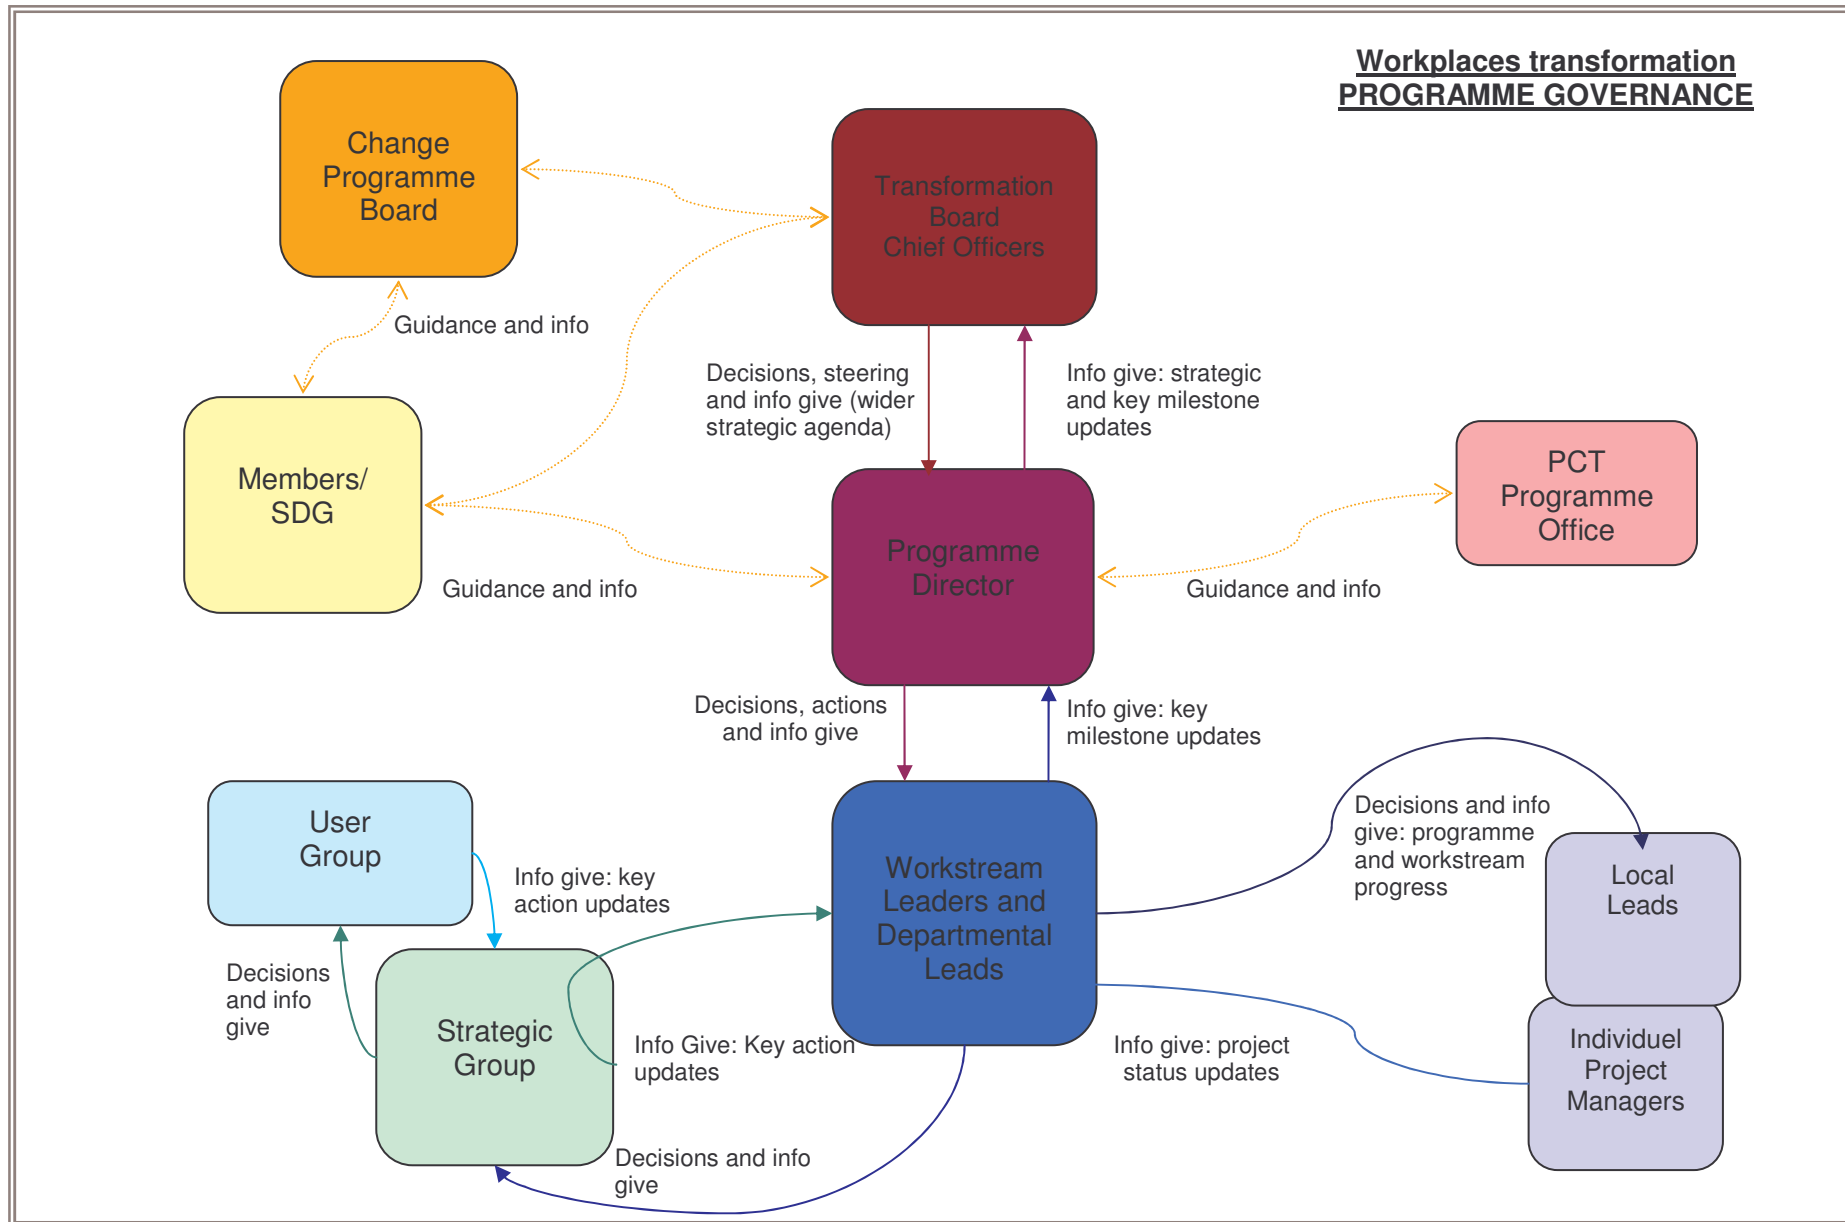 Workplaces transformation
PROGRAMME GOVERNANCE
Change
Programme
Board
Transformation
Board
Chief Officers
Guidance and info
Decisions, steering
and info give (wider
strategic agenda)
Info give: strategic
and key milestone
updates
Members/
SDG
PCT
Programme
Office
Programme
Director
Guidance and info
Guidance and info
Decisions, actions
and info give
Info give: key
milestone updates
User
Group
Info give: key
action updates
Workstream
Leaders and
Departmental
Leads
Decisions and info
give: programme
and workstream
progress
Local
Leads
Decisions
and info
give
Strategic
Group
Info Give: Key action
updates
Info give: project
status updates
Individuel
Project
Managers
Decisions and info
give